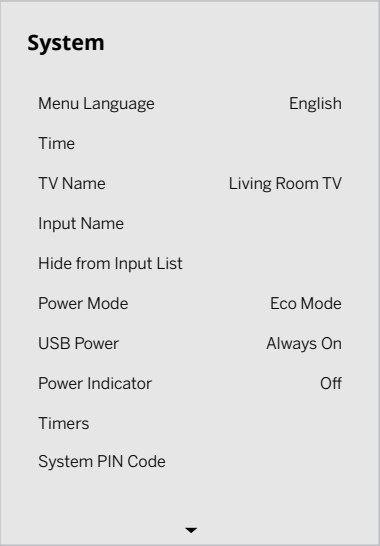 System
Menu Language English
Time
TV Name Living Room TV
Input Name
Hide from Input List
Power Mode Eco Mode
USB Power Always On
Power Indicator Off
Timers
System PIN Code